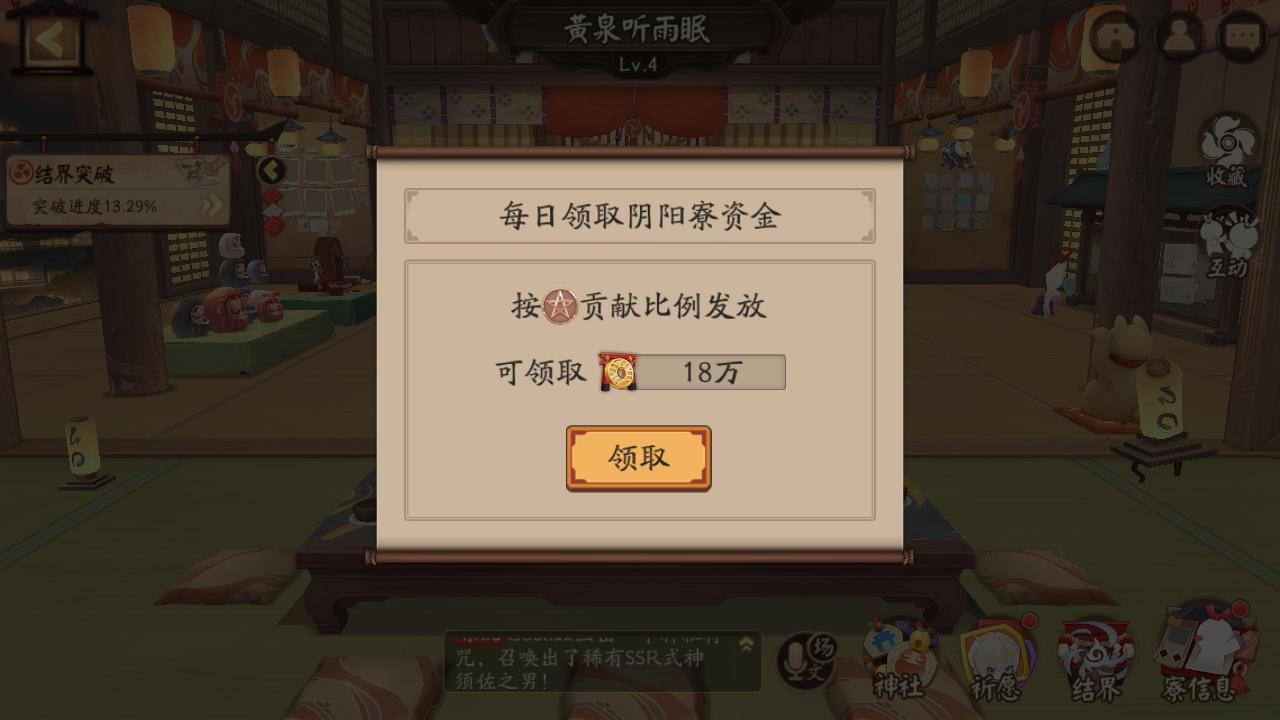 黄泉听雨眠
Lv.4
结界突破
突破进度13.29%
收藏
互动
每日领取阴阳寮资金
按
贡献比例发放
可领取
18万
领取
咒，召唤出了稀有SSR式神
须佐之男！
场
文
神社
祈愿
结界
寮信息